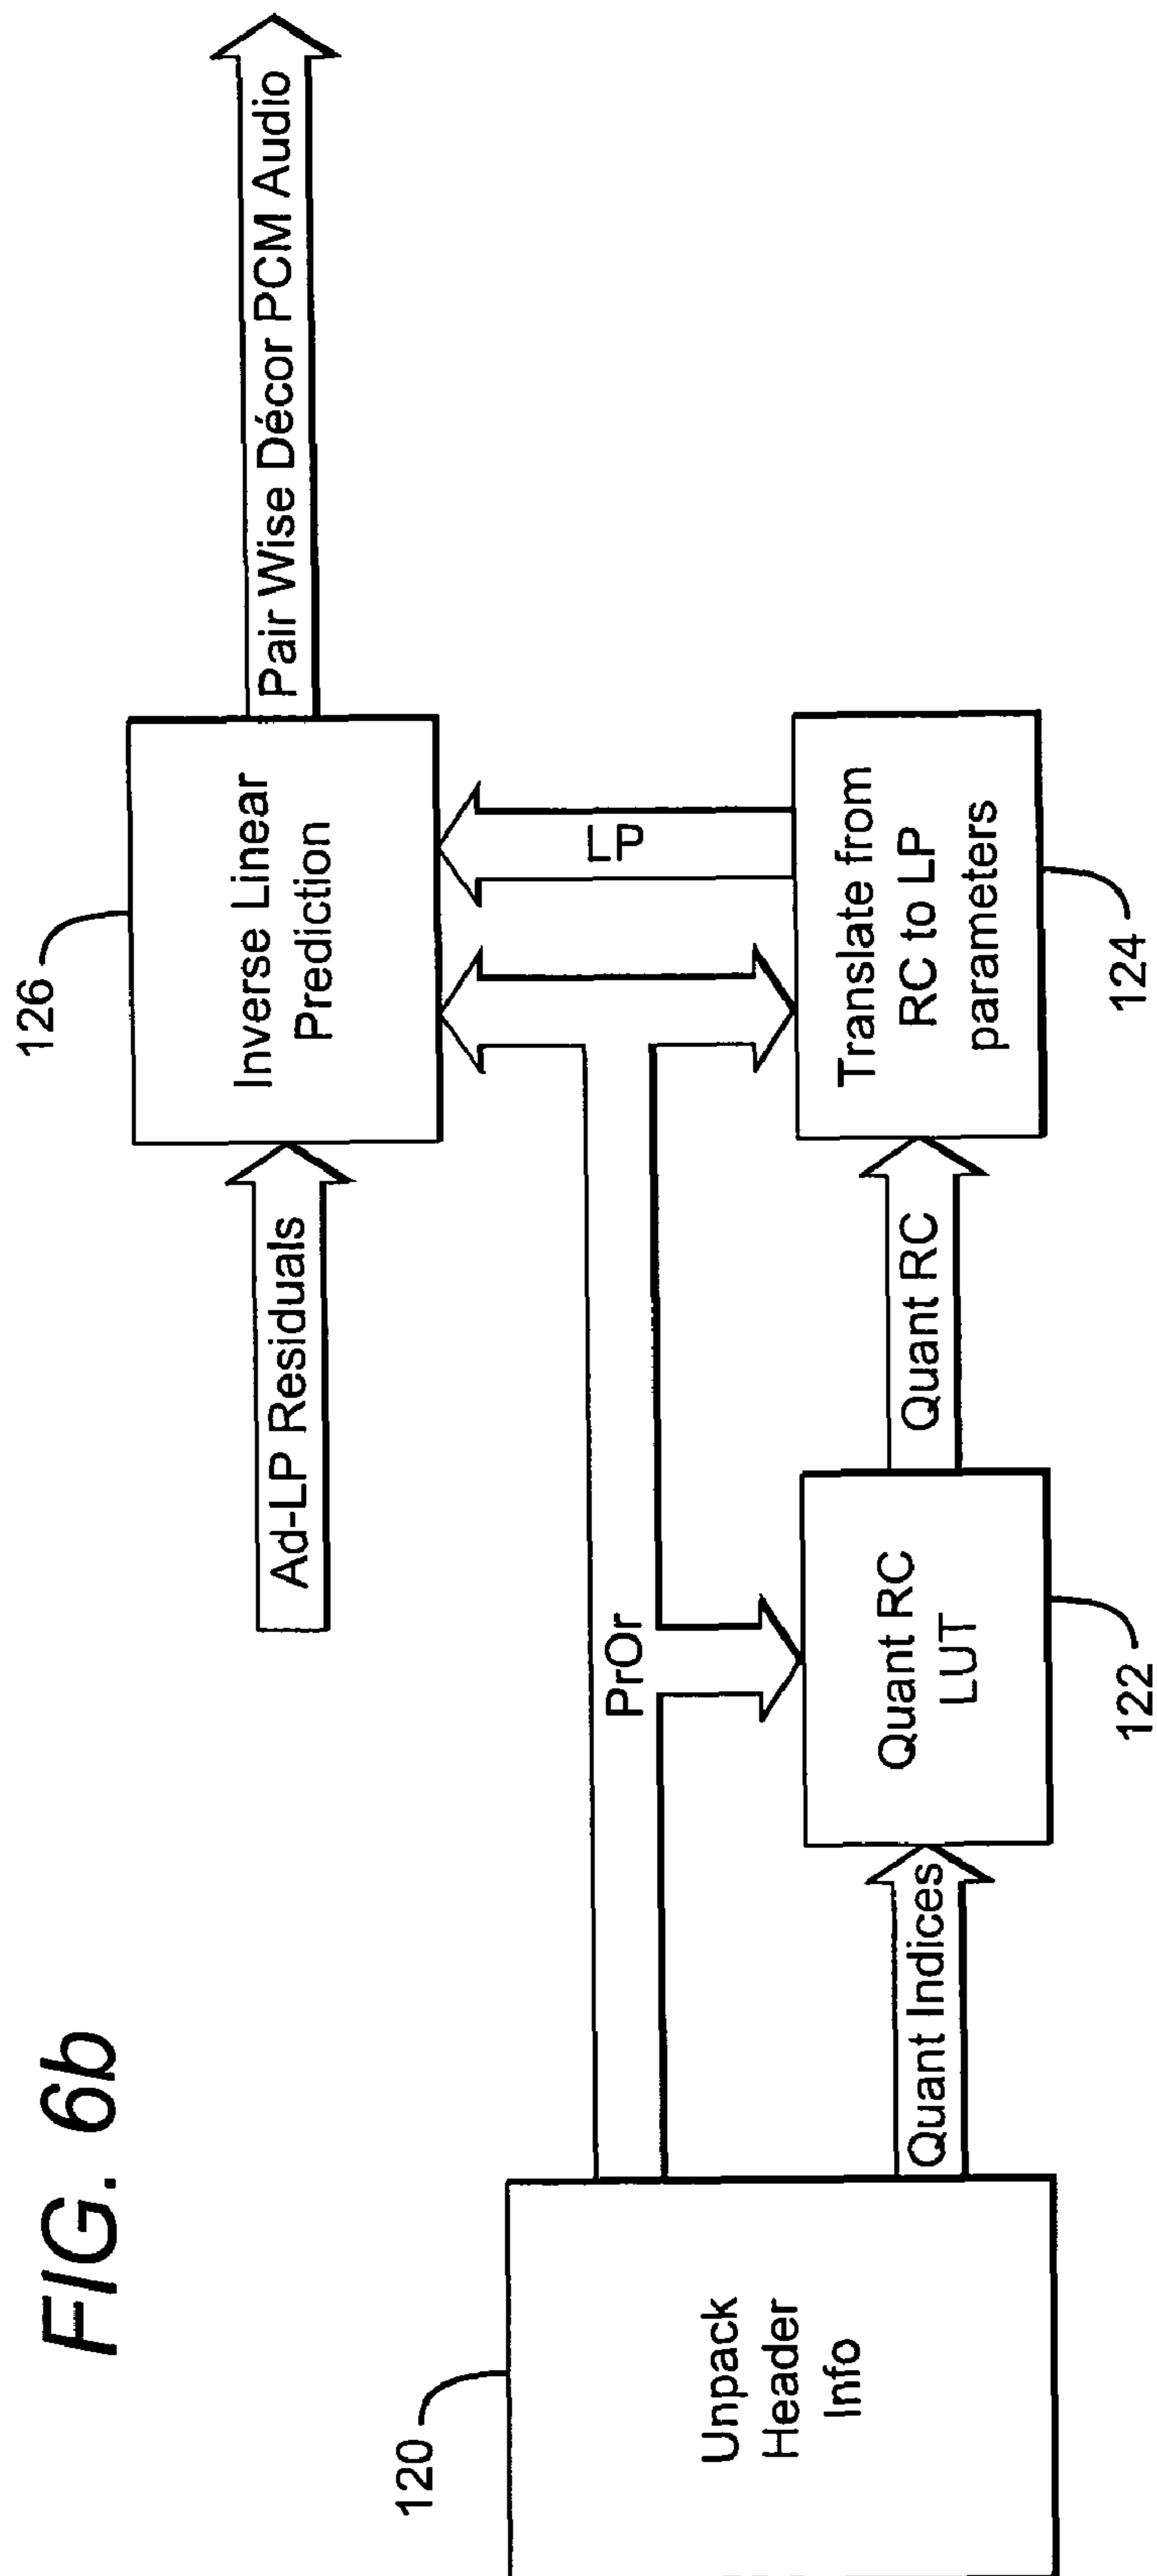 FIG. 6b
126
Inverse Linear
Prediction
Ad-LP Residuals
Pair Wise Décor PCM Audio
PrOr
LP
120
Unpack
Header
Info
Quant Indices
Quant RC
LUT
122
Quant RC
Translate from
RC to LP
parameters
124